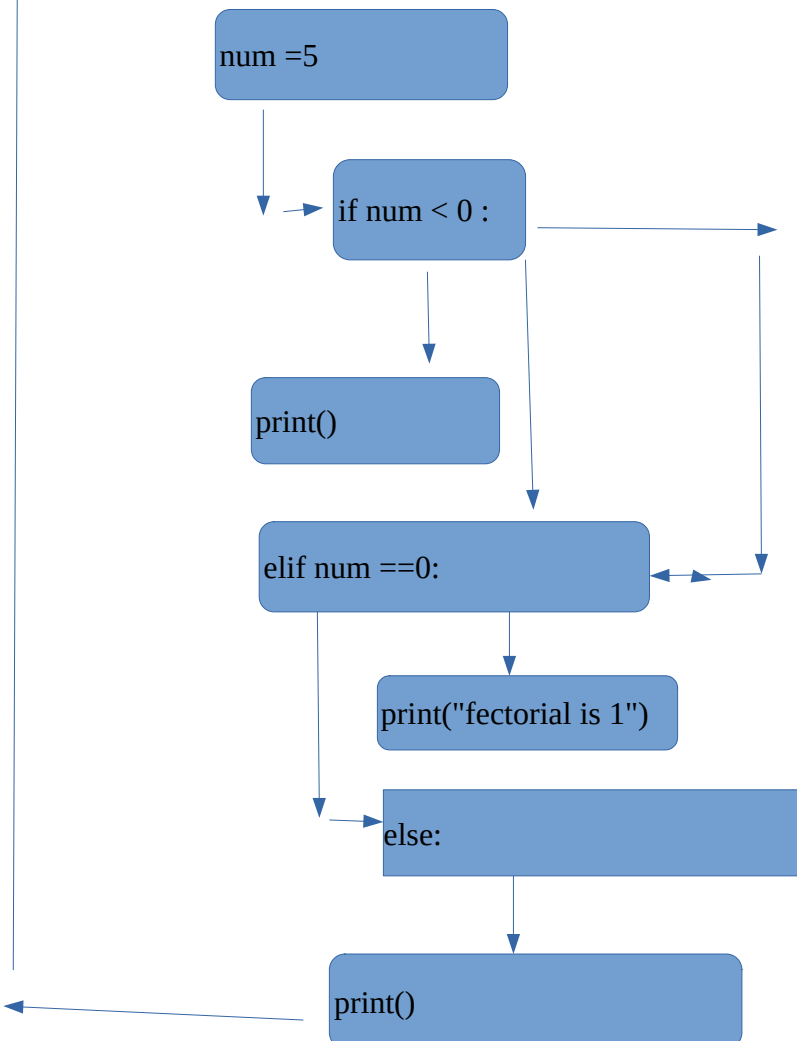 num =5
if num < 0 :
print()
elif num ==0:
print("fectorial is 1")
else:
print()